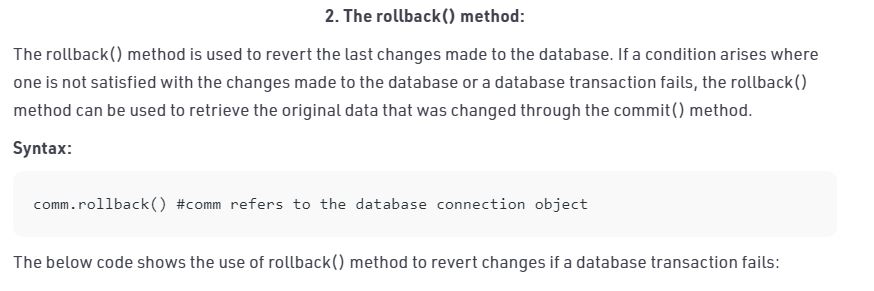 2. The rollback() method:
The rollback() method is used to revert the last changes made to the database. If a condition arises where
one is not satisfied with the changes made to the database or a database transaction fails, the rollback()
method can be used to retrieve the original data that was changed through the commit() method.
Syntax:
comm.rollback() #comm refers to the database connection object
The below code shows the use of rollback() method to revert changes if a database transaction fails: